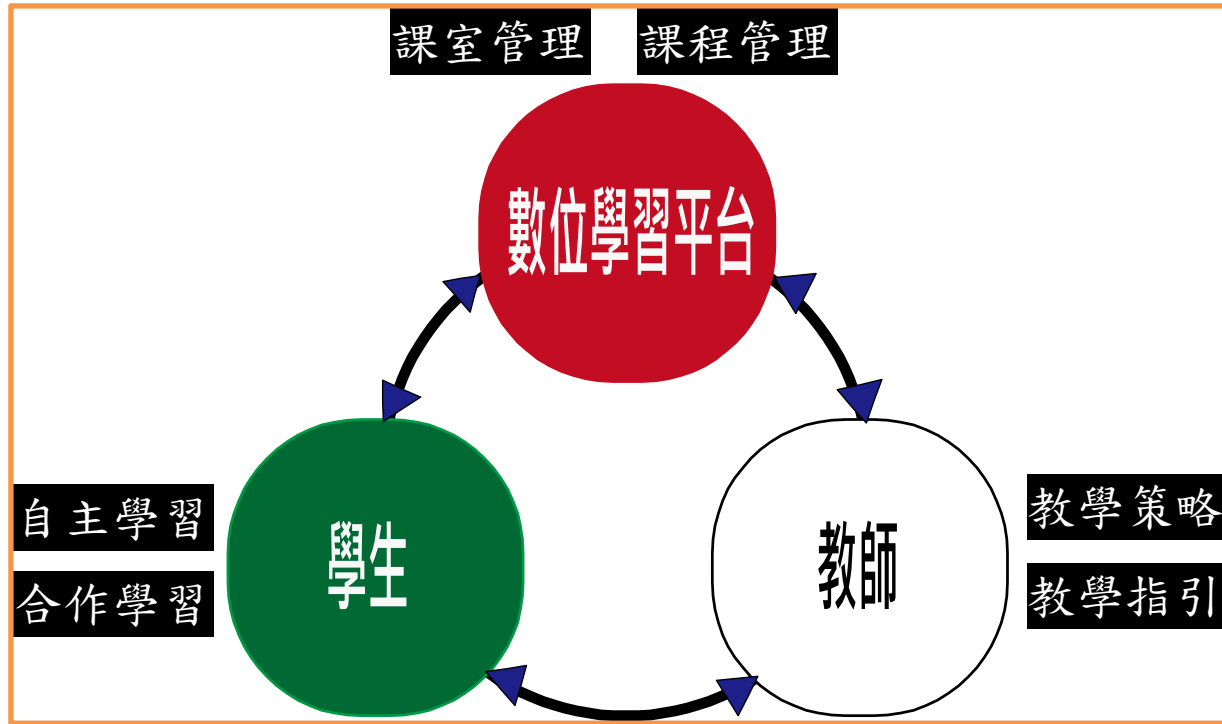 課室管理 課程管理
數位學習平台
自主學習
合作學習
學生
教師
教學策略
教學指引